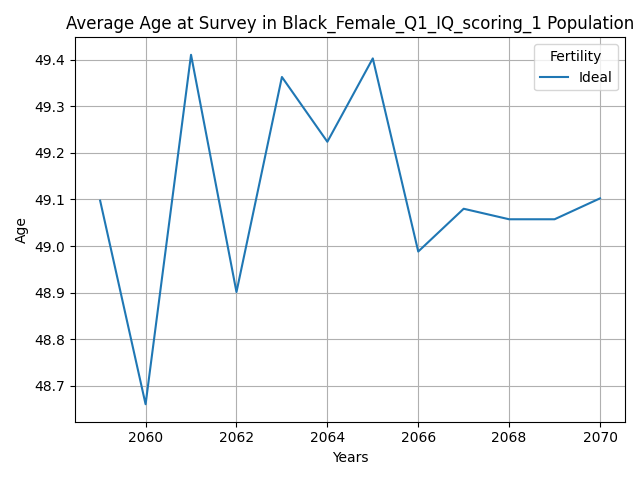 Average Age at Survey in Black_Female_Q1_IQ_scoring_1 Population
Fertility
Ideal
49.4
49.3
49.2
49.1
49.0
48.9
48.8
48.7
Age
2060 2062 2064 2066 2068 2070
Years